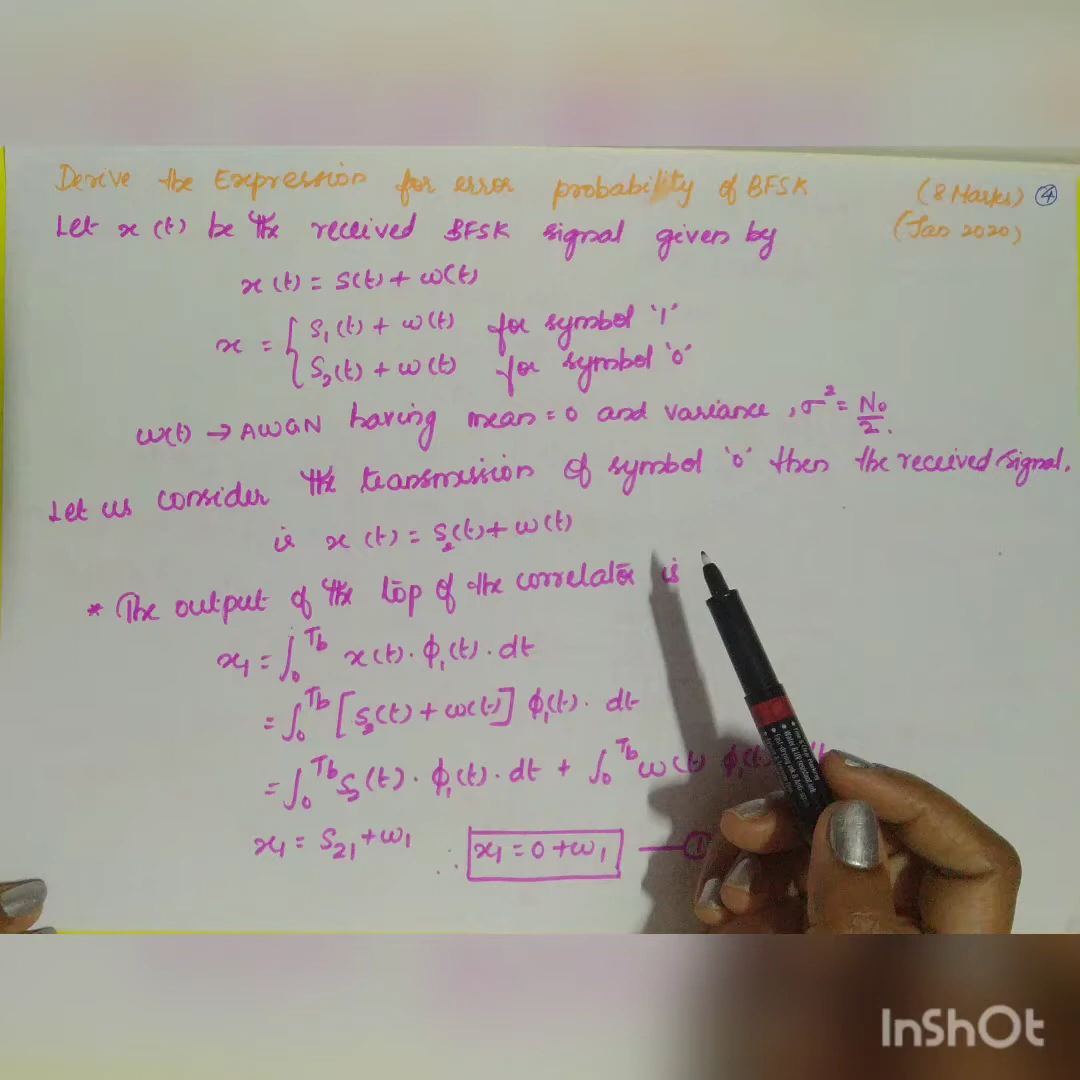 Derive the Expression for error probability of BFSK (8 Marks) ④
Let x(t) be the received BFSK signal given by (Jan 2020)
x(t) = s(t) + w(t)
x = { S₁(t) + w(t) for symbol '1'
S₂(t) + w(t) for symbol '0'
w(t) → AWGN having mean = 0 and variance, σ² = N₀/2.
Let us consider the transmission of symbol '0' then the received signal.
is x(t) = S₂(t) + w(t)
* The output of the top of the correlator is
x₁ = ∫₀^Tb x(t) · ϕ₁(t) · dt
= ∫₀^Tb [S₂(t) + w(t)] ϕ₁(t) · dt
= ∫₀^Tb S₂(t) · ϕ₁(t) · dt + ∫₀^Tb w(t) ϕ₁(t) dt
x₁ = S₂₁ + w₁ ∴ x₁ = 0 + w₁ — ①
InShOt